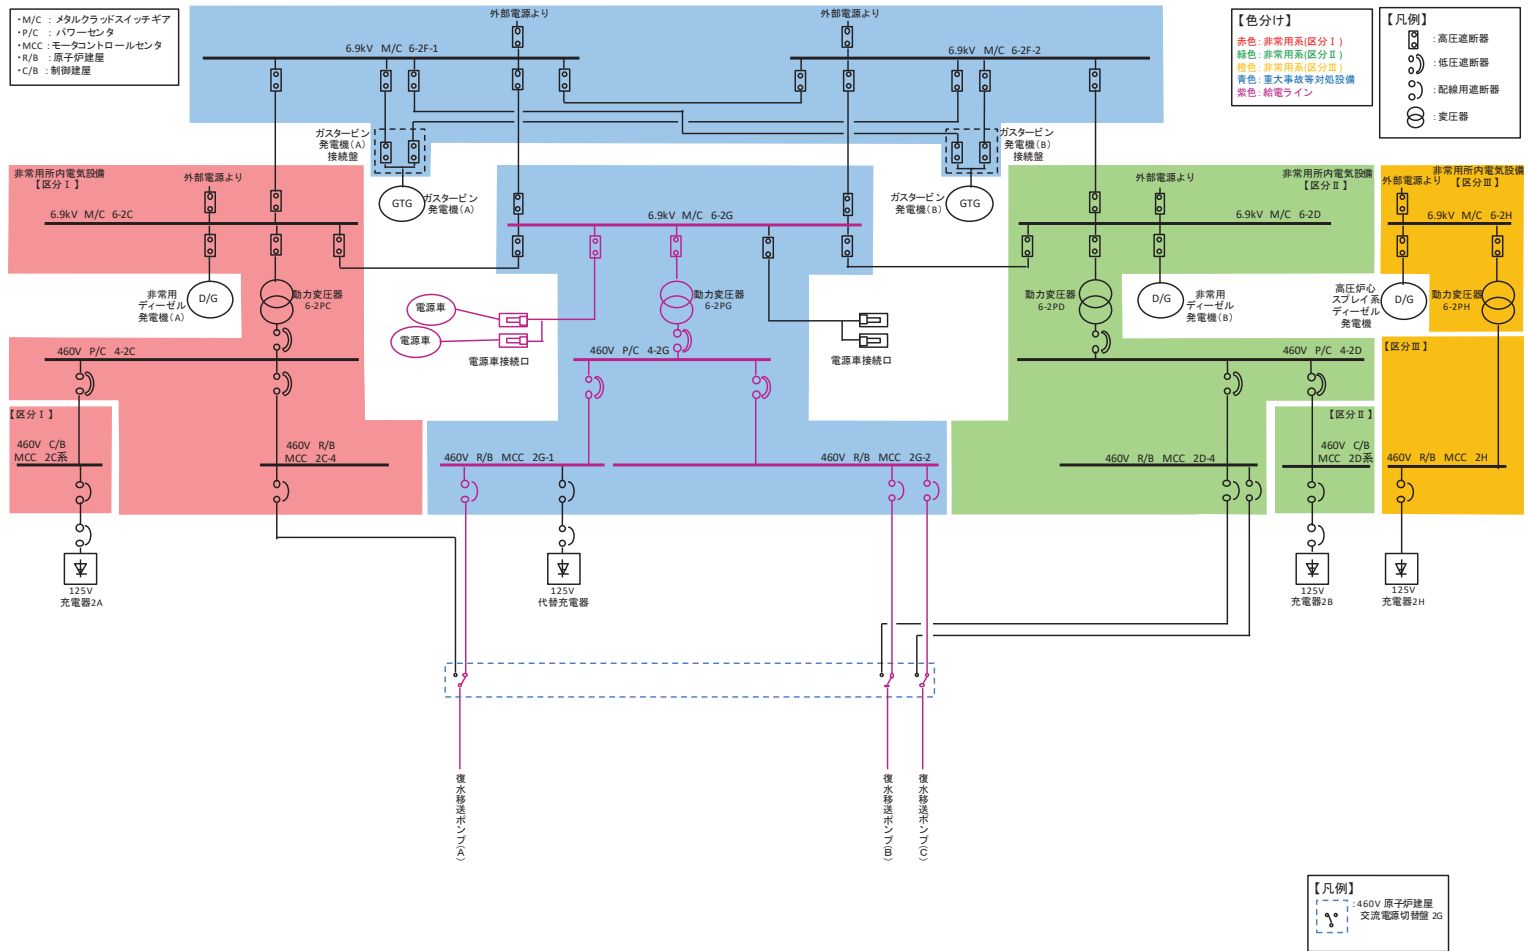 ・M/C ：メタルクラッドスイッチギア
・P/C ：パワーセンタ
・MCC：モータコントロールセンタ
・R/B ：原子炉建屋
・C/B ：制御建屋
外部電源より
外部電源より
6.9kV M/C 6-2F-1
6.9kV M/C 6-2F-2
【色分け】
赤色：非常用系(区分Ⅰ)
緑色：非常用系(区分Ⅱ)
橙色：非常用系(区分Ⅲ)
青色：重大事故等対処設備
紫色：給電ライン
【凡例】
：高圧遮断器
：低圧遮断器
：配線用遮断器
：変圧器
ガスタービン
発電機(A)
接続盤
ガスタービン
発電機(B)
接続盤
GTG
ガスタービン
発電機(A)
ガスタービン
発電機(B)
GTG
非常用所内電気設備
【区分Ⅰ】
外部電源より
6.9kV M/C 6-2C
非常用
ディーゼル
発電機(A)
D/G
動力変圧器
6-2PC
460V P/C 4-2C
【区分Ⅰ】
460V C/B
MCC 2C系
460V R/B
MCC 2C-4
125V
充電器2A
6.9kV M/C 6-2G
電源車
電源車
電源車接続口
動力変圧器
6-2PG
460V P/C 4-2G
電源車接続口
460V R/B MCC 2G-1
460V R/B MCC 2G-2
125V
代替充電器
非常用所内電気設備
【区分Ⅱ】
外部電源より
6.9kV M/C 6-2D
動力変圧器
6-2PD
D/G
非常用
ディーゼル
発電機(B)
460V P/C 4-2D
【区分Ⅱ】
460V R/B MCC 2D-4
460V C/B
MCC 2D系
125V
充電器2B
非常用所内電気設備
【区分Ⅲ】
外部電源より
6.9kV M/C 6-2H
高圧炉心
スプレイ系
ディーゼル
発電機
D/G
動力変圧器
6-2PH
【区分Ⅲ】
460V R/B MCC 2H
125V
充電器2H
復水移送ポンプ(A)
復水移送ポンプ(B)
復水移送ポンプ(C)
【凡例】
：460V 原子炉建屋
交流電源切替盤 2G